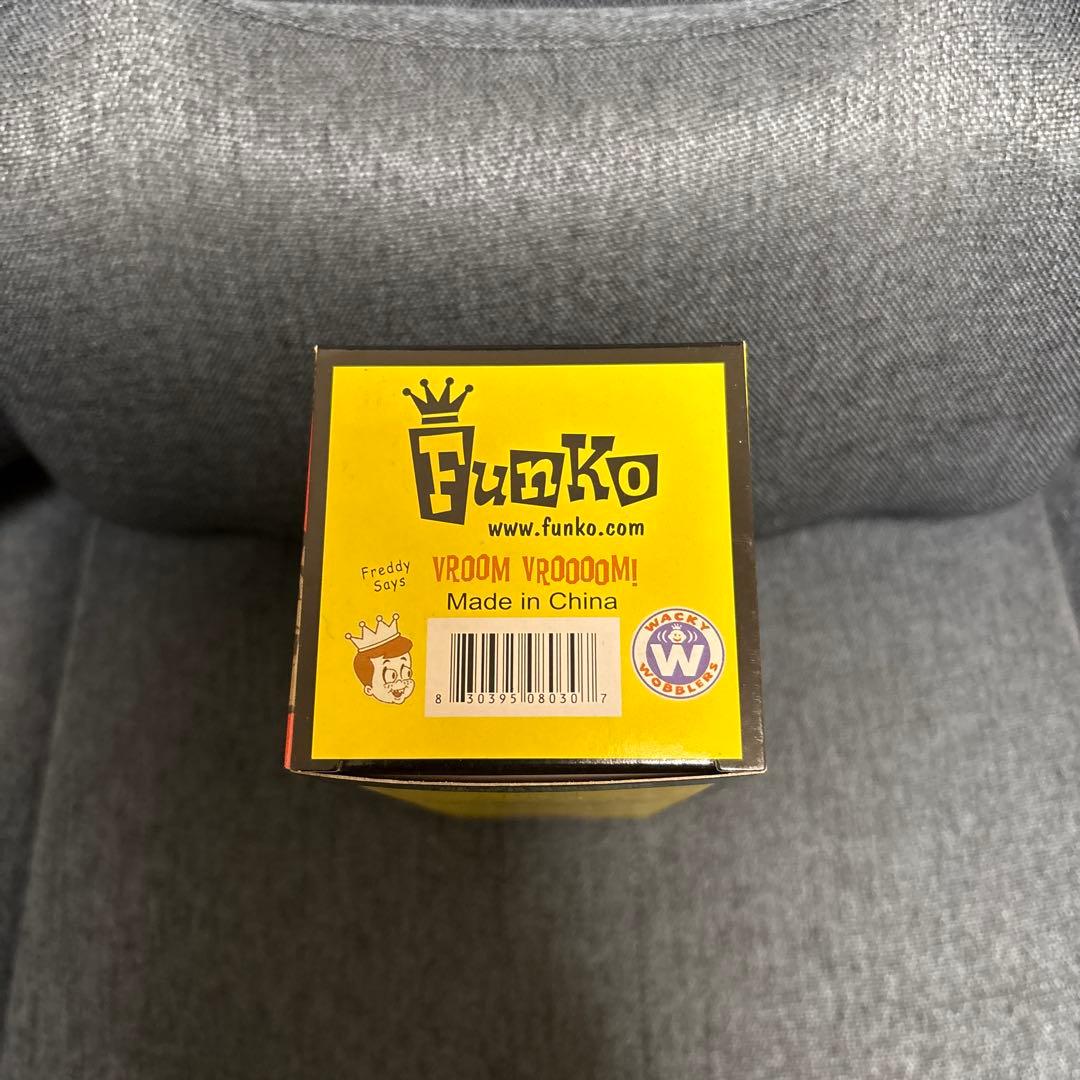 Funko
www.funko.com
Freddy
Says
VROOM VROOOOM!
Made in China
WACKY
W
WOBBLERS
8 30395 08030 7